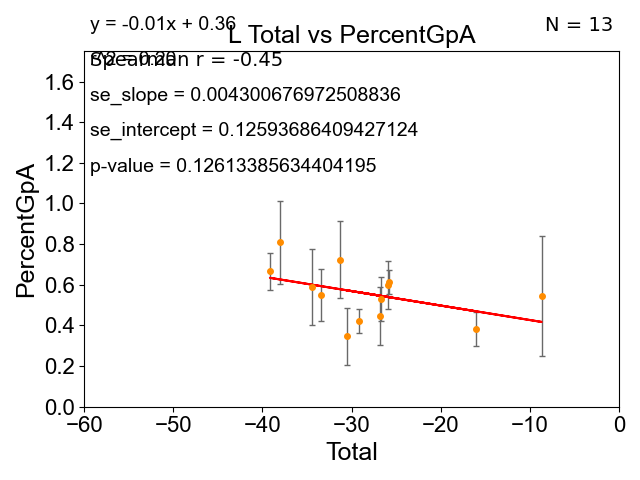 y = -0.01x + 0.36
L Total vs PercentGpA
N = 13
Spearman r = -0.45
se_slope = 0.004300676972508836
se_intercept = 0.12593686409427124
p-value = 0.12613385634404195
PercentGpA
1.6
1.4
1.2
1.0
0.8
0.6
0.4
0.2
0.0
−60 −50 −40 −30 −20 −10 0
Total